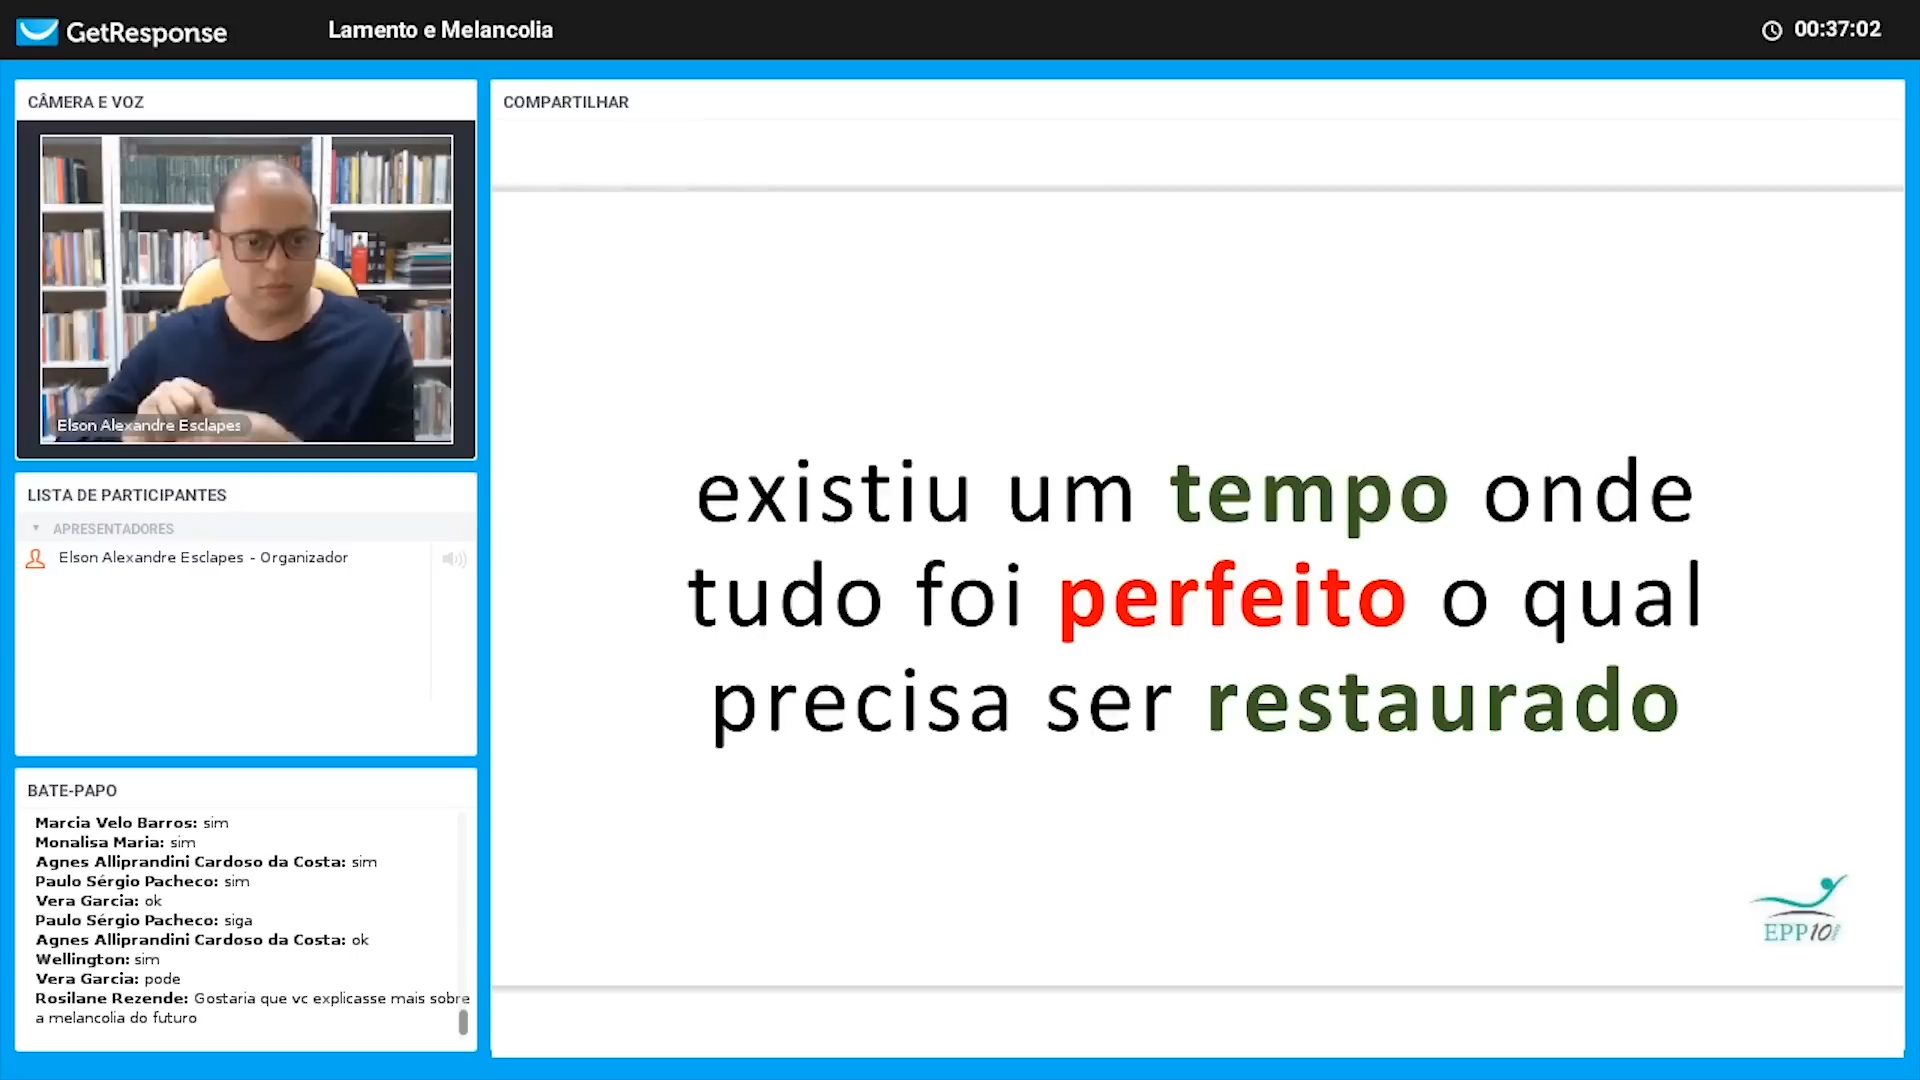 GetResponse
Lamento e Melancolia
00:37:02
CÂMERA E VOZ
Elson Alexandre Esclapes
LISTA DE PARTICIPANTES
APRESENTADORES
Elson Alexandre Esclapes - Organizador
BATE-PAPO
Marcia Velo Barros: sim
Monalisa Maria: sim
Agnes Alliprandini Cardoso da Costa: sim
Paulo Sérgio Pacheco: sim
Vera Garcia: ok
Paulo Sérgio Pacheco: siga
Agnes Alliprandini Cardoso da Costa: ok
Wellington: sim
Vera Garcia: pode
Rosilane Rezende: Gostaria que vc explicasse mais sobre
a melancolia do futuro
COMPARTILHAR
existiu um tempo onde
tudo foi perfeito o qual
precisa ser restaurado
EPP10